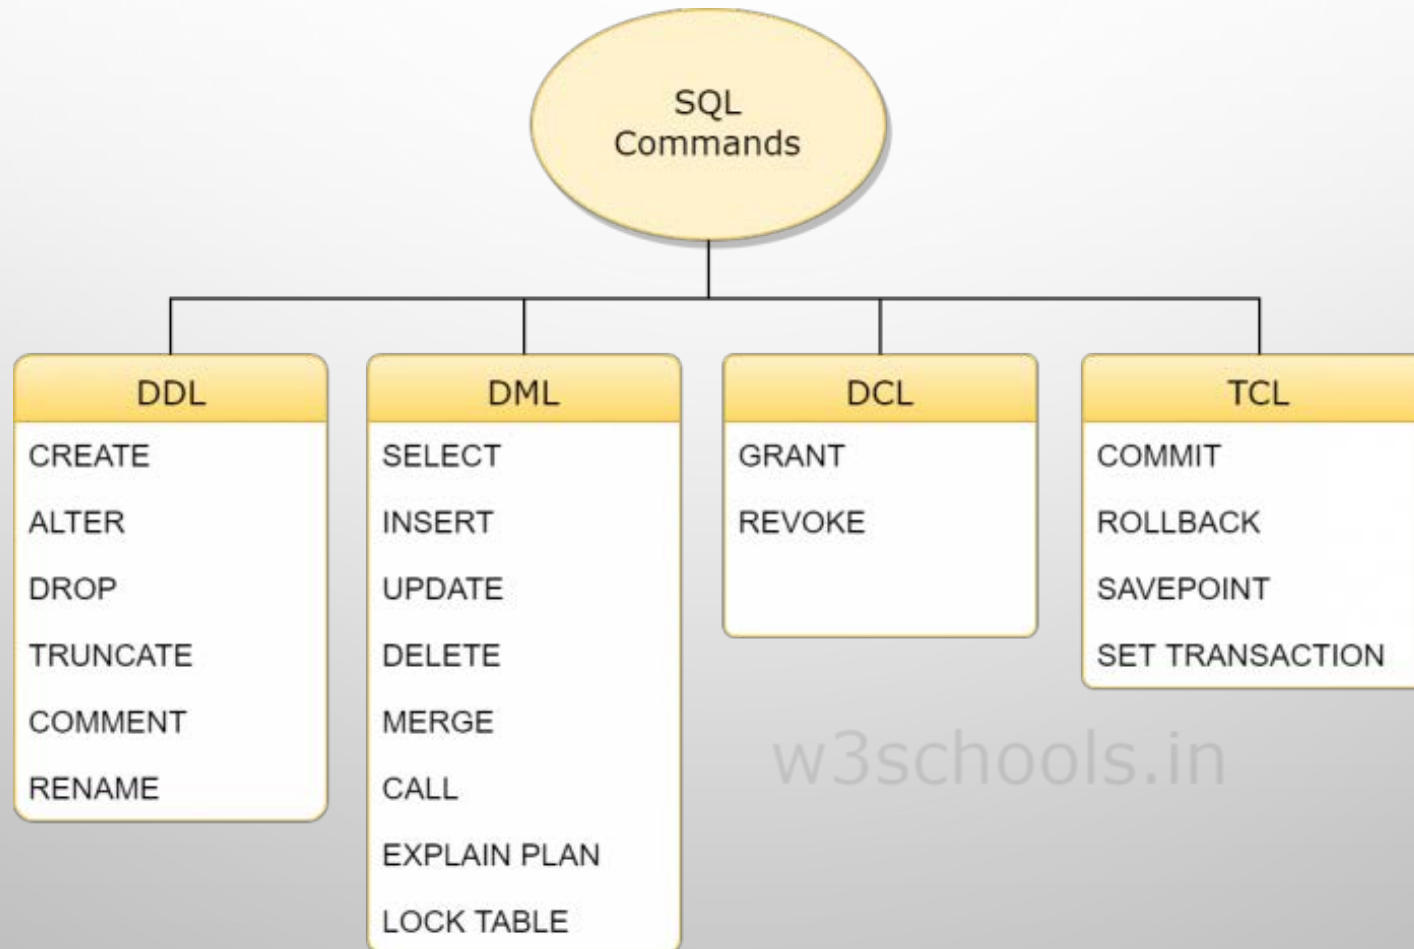 SQL
Commands
DDL
CREATE
ALTER
DROP
TRUNCATE
COMMENT
RENAME
DML
SELECT
INSERT
UPDATE
DELETE
MERGE
CALL
EXPLAIN PLAN
LOCK TABLE
DCL
GRANT
REVOKE
TCL
COMMIT
ROLLBACK
SAVEPOINT
SET TRANSACTION
w3schools.in